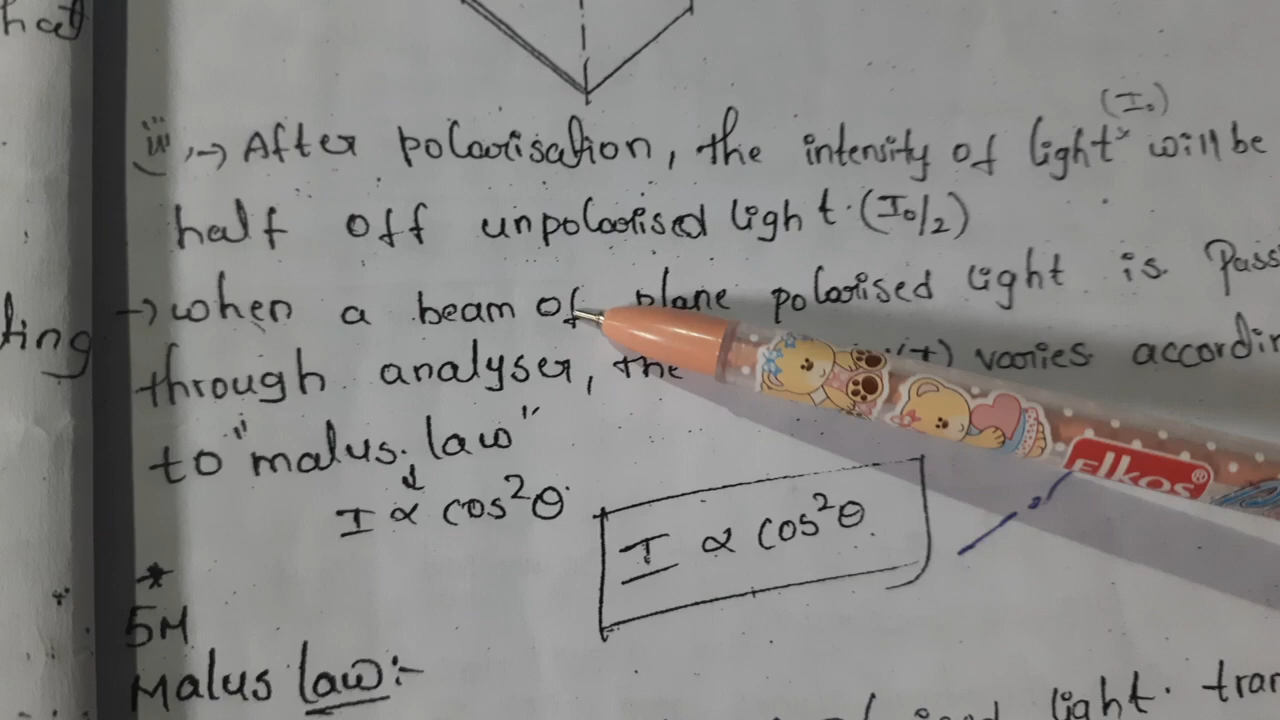 hat
(I₀)
iii, → After polarisation, the intensity of light will be
half off unpolarised light. (I₀/2)
ting
→ when a beam of plane polarised light is Pass
through analyser, the varies accordin
to "malus. law"
I ∝ cos²θ
I ∝ cos²θ
Elkos®
*
5M
Malus law:-
light. tran